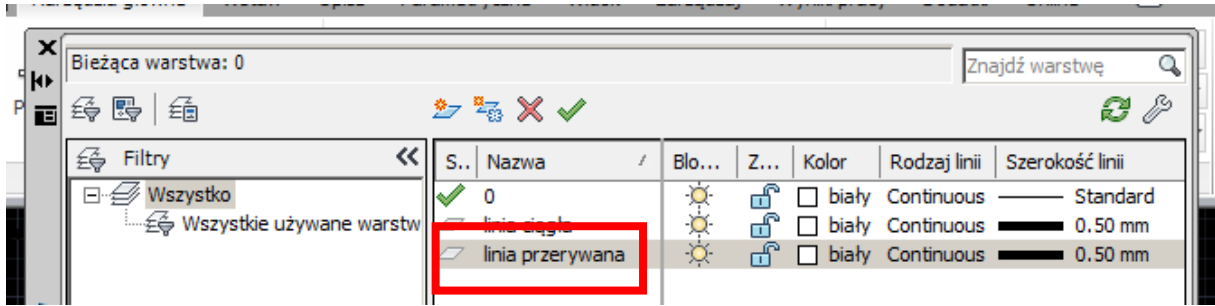 Bieżąca warstwa: 0
Znajdź warstwę
Filtry
S.. Nazwa / Blo... Z... Kolor Rodzaj linii Szerokość linii
Wszystko
0 biały Continuous Standard
Wszystkie używane warstw
linia ciągła biały Continuous 0.50 mm
linia przerywana biały Continuous 0.50 mm